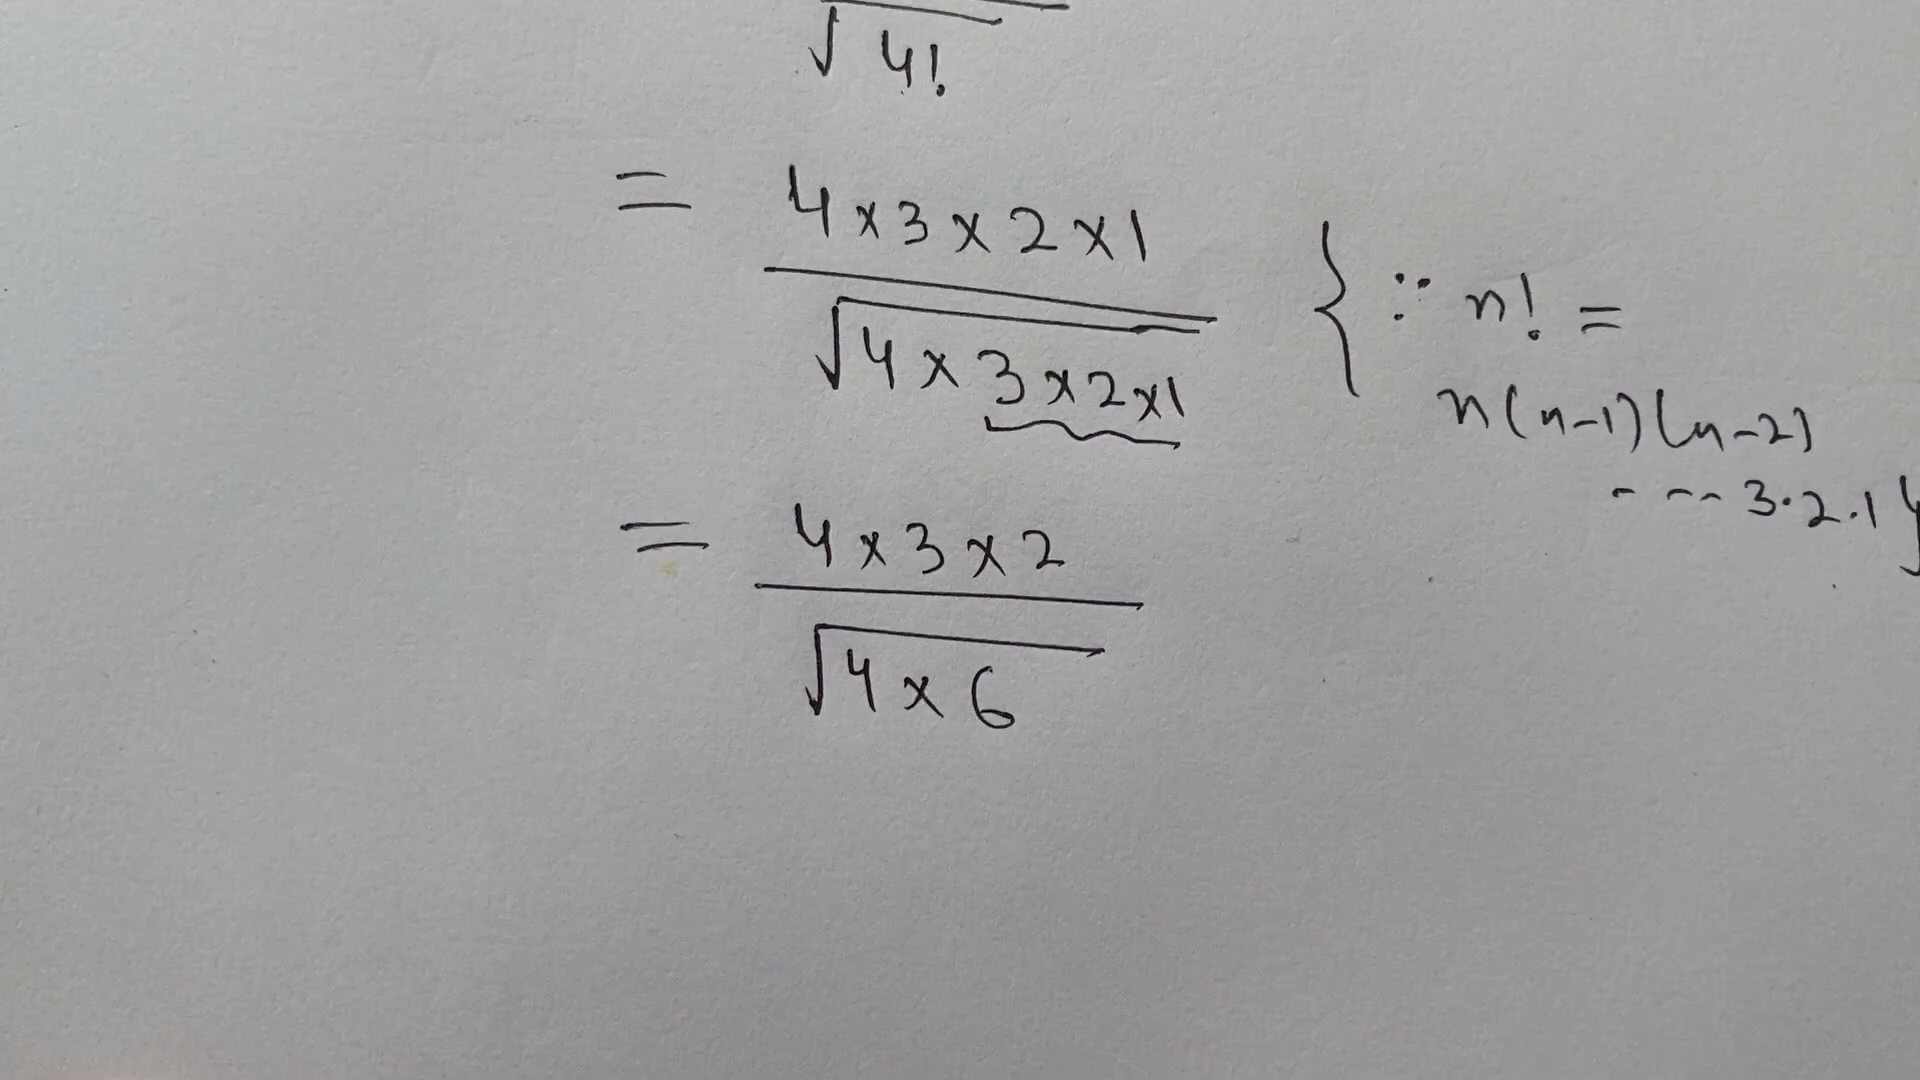 √4!
= 4×3×2×1
√4×3×2×1
{ ∵ n! =
n(n-1)(n-2)
- -- 3.2.1 }
= 4×3×2
√4×6